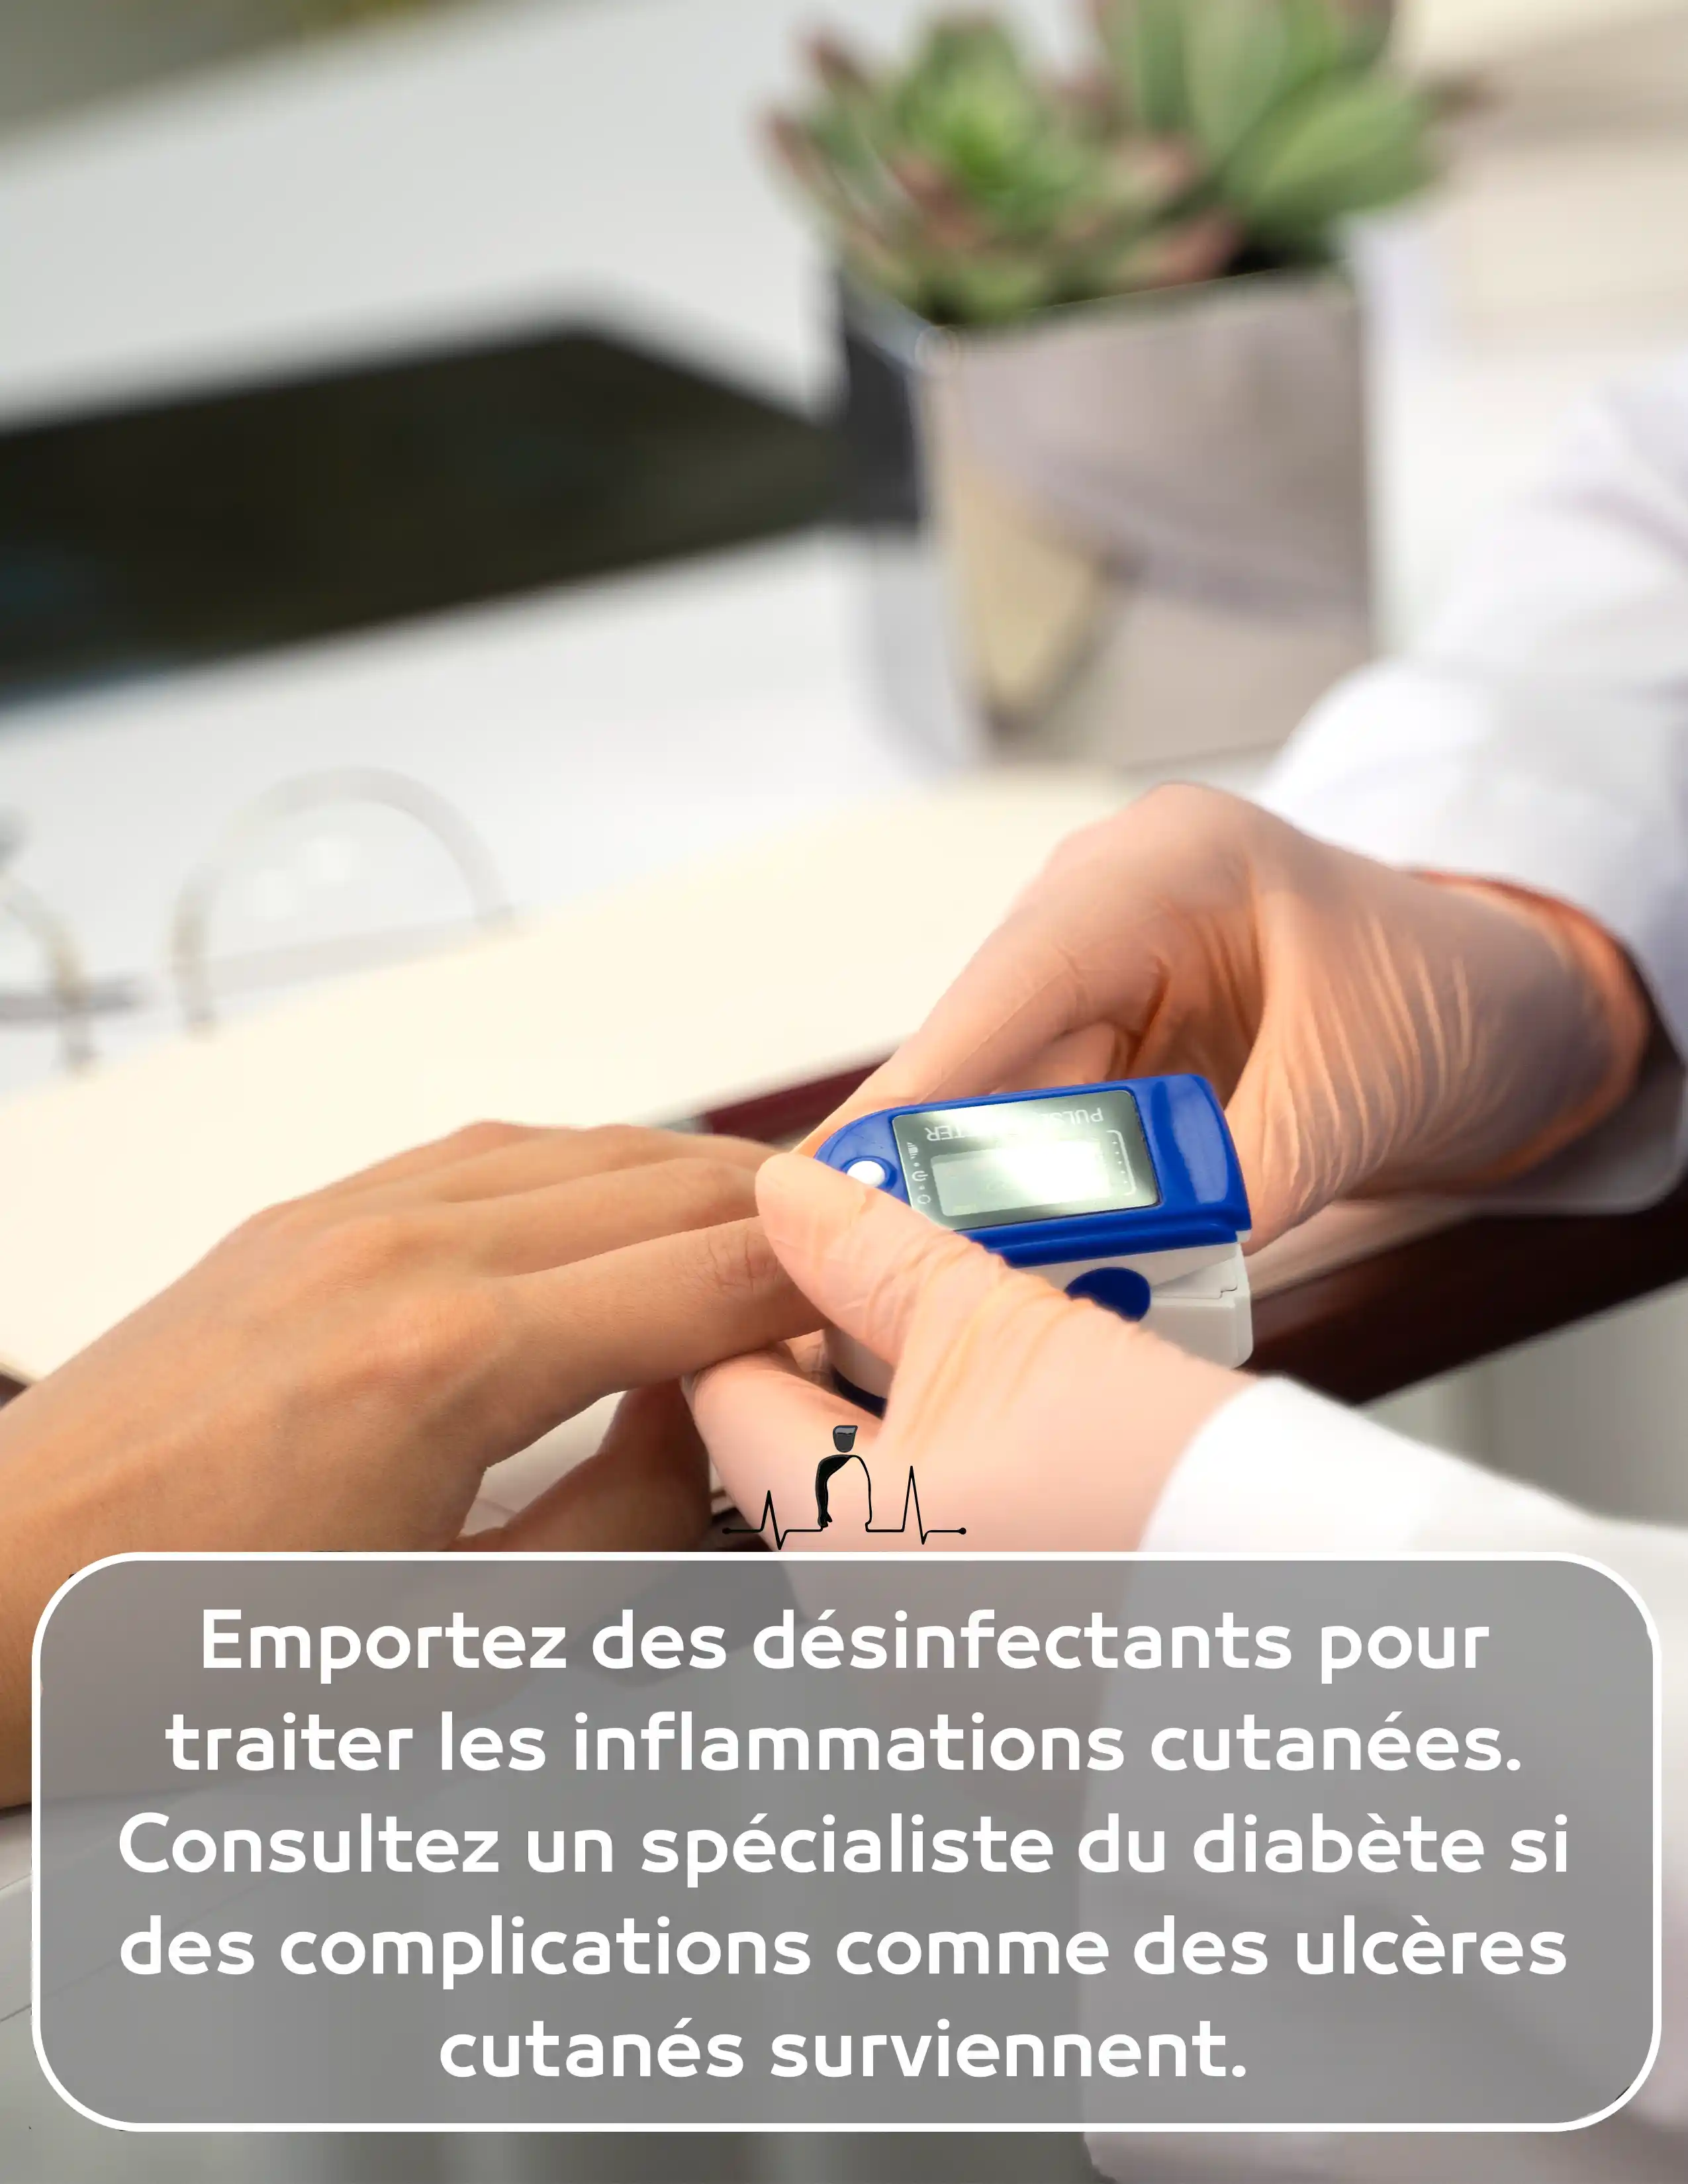 Emportez des désinfectants pour
traiter les inflammations cutanées.
Consultez un spécialiste du diabète si
des complications comme des ulcères
cutanés surviennent.